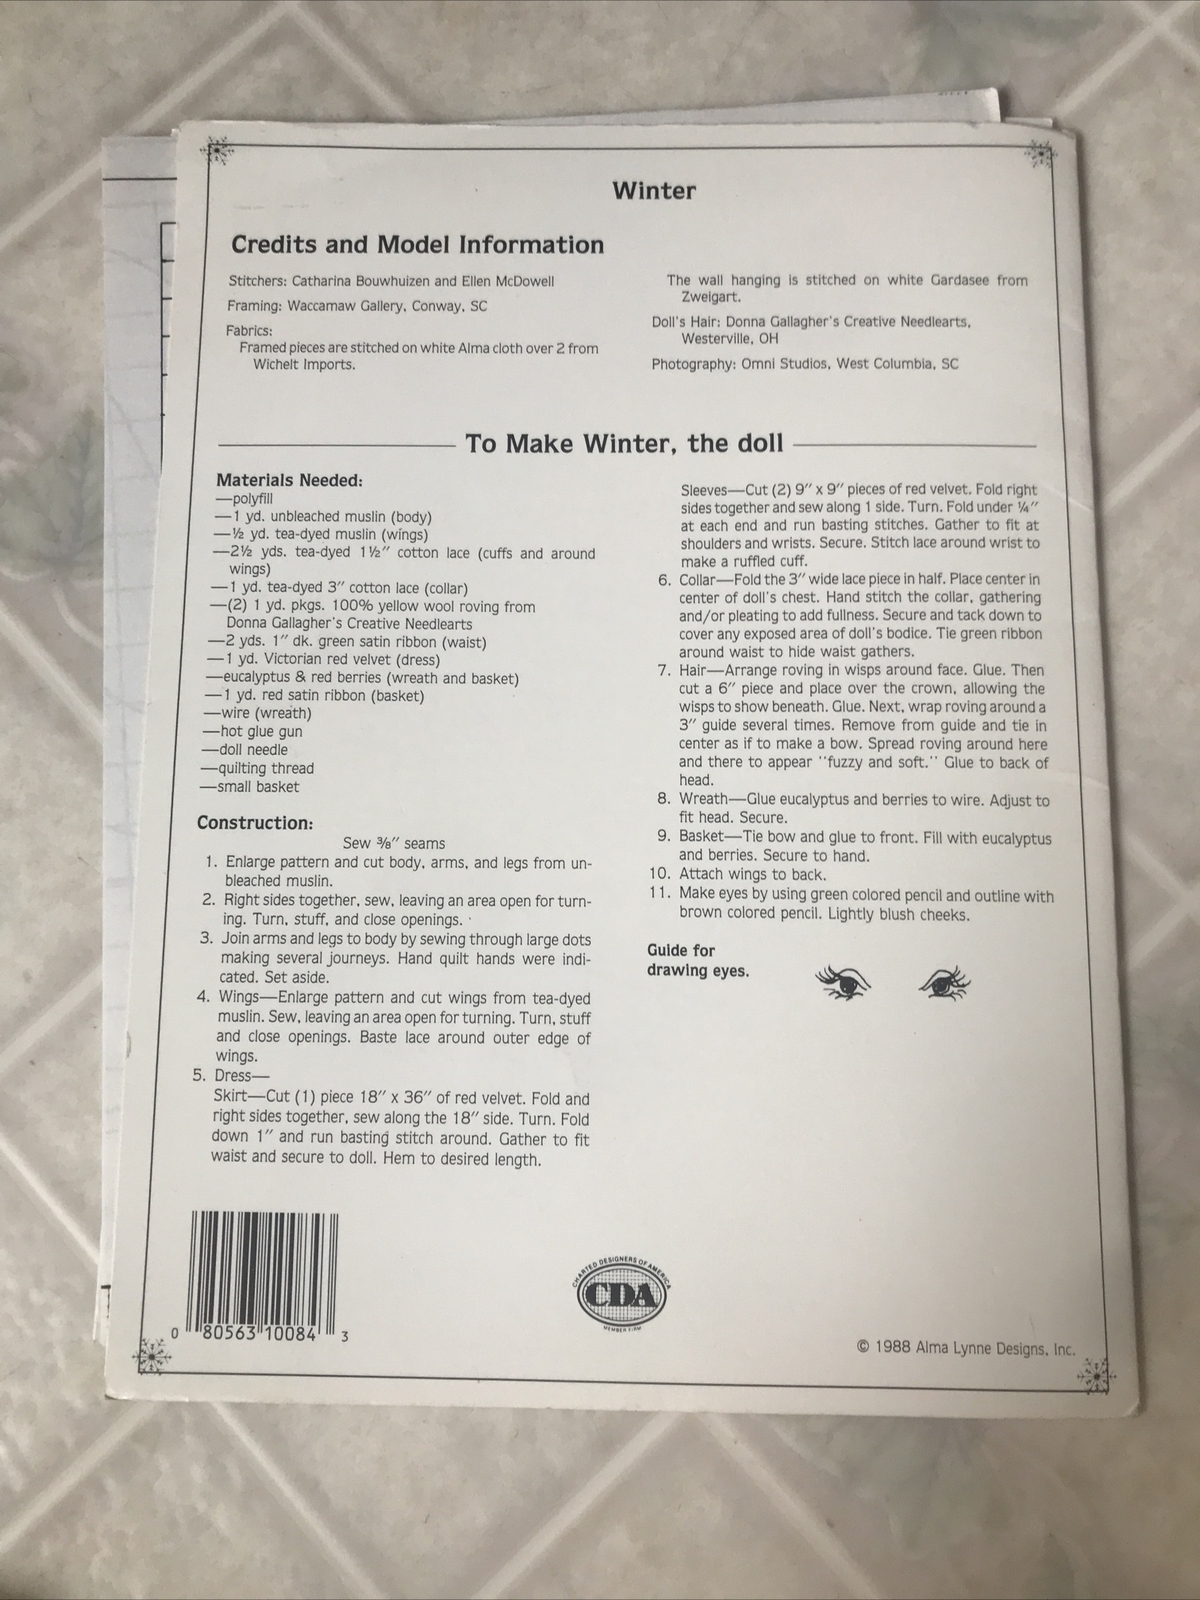 Winter
Credits and Model Information
Stitchers: Catharina Bouwhuizen and Ellen McDowell
Framing: Waccamaw Gallery, Conway, SC
Fabrics:
Framed pieces are stitched on white Alma cloth over 2 from
Wichelt Imports.
The wall hanging is stitched on white Gardasee from
Zweigart.
Doll's Hair: Donna Gallagher's Creative Needlearts,
Westerville, OH
Photography: Omni Studios, West Columbia, SC
To Make Winter, the doll
Materials Needed:
—polyfill
—1 yd. unbleached muslin (body)
—½ yd. tea-dyed muslin (wings)
—2½ yds. tea-dyed 1½″ cotton lace (cuffs and around
wings)
—1 yd. tea-dyed 3″ cotton lace (collar)
—(2) 1 yd. pkgs. 100% yellow wool roving from
Donna Gallagher's Creative Needlearts
—2 yds. 1″ dk. green satin ribbon (waist)
—1 yd. Victorian red velvet (dress)
—eucalyptus & red berries (wreath and basket)
—1 yd. red satin ribbon (basket)
—wire (wreath)
—hot glue gun
—doll needle
—quilting thread
—small basket
Construction:
Sew ⅜″ seams
1. Enlarge pattern and cut body, arms, and legs from un-
bleached muslin.
2. Right sides together, sew, leaving an area open for turn-
ing. Turn, stuff, and close openings.
3. Join arms and legs to body by sewing through large dots
making several journeys. Hand quilt hands were indi-
cated. Set aside.
4. Wings—Enlarge pattern and cut wings from tea-dyed
muslin. Sew, leaving an area open for turning. Turn, stuff
and close openings. Baste lace around outer edge of
wings.
5. Dress—
Skirt—Cut (1) piece 18″ x 36″ of red velvet. Fold and
right sides together, sew along the 18″ side. Turn. Fold
down 1″ and run basting stitch around. Gather to fit
waist and secure to doll. Hem to desired length.
Sleeves—Cut (2) 9″ x 9″ pieces of red velvet. Fold right
sides together and sew along 1 side. Turn. Fold under ¼″
at each end and run basting stitches. Gather to fit at
shoulders and wrists. Secure. Stitch lace around wrist to
make a ruffled cuff.
6. Collar—Fold the 3″ wide lace piece in half. Place center in
center of doll's chest. Hand stitch the collar, gathering
and/or pleating to add fullness. Secure and tack down to
cover any exposed area of doll's bodice. Tie green ribbon
around waist to hide waist gathers.
7. Hair—Arrange roving in wisps around face. Glue. Then
cut a 6″ piece and place over the crown, allowing the
wisps to show beneath. Glue. Next, wrap roving around a
3″ guide several times. Remove from guide and tie in
center as if to make a bow. Spread roving around here
and there to appear "fuzzy and soft." Glue to back of
head.
8. Wreath—Glue eucalyptus and berries to wire. Adjust to
fit head. Secure.
9. Basket—Tie bow and glue to front. Fill with eucalyptus
and berries. Secure to hand.
10. Attach wings to back.
11. Make eyes by using green colored pencil and outline with
brown colored pencil. Lightly blush cheeks.
Guide for
drawing eyes.
0 80563 10084 3
CHARTED DESIGNERS OF AMERICA
CDA
MEMBER FIRM
© 1988 Alma Lynne Designs, Inc.